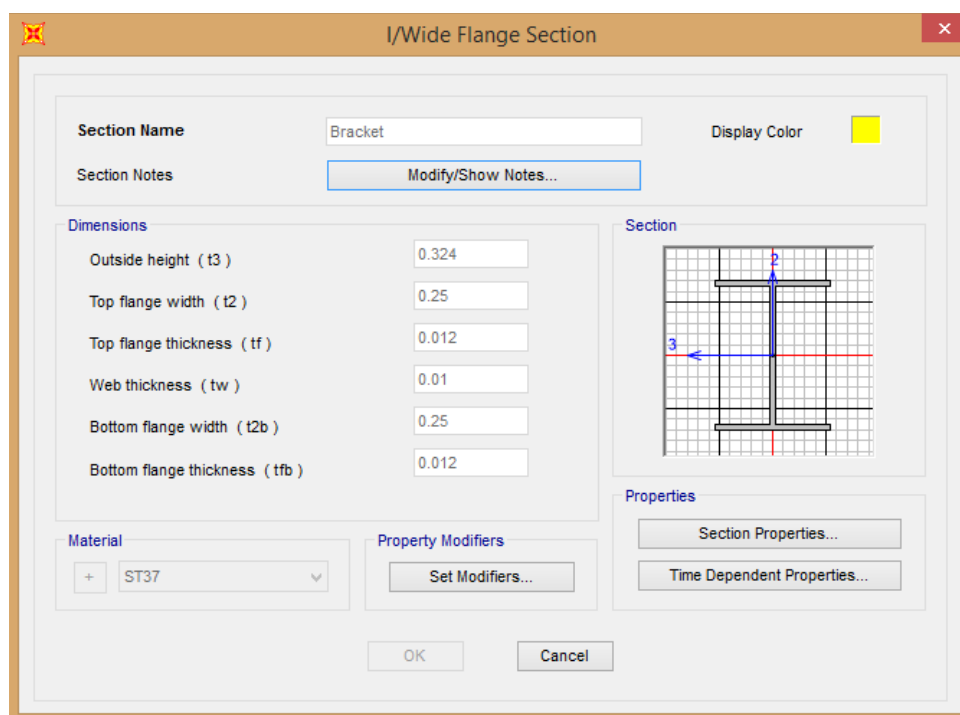 I/Wide Flange Section
Section Name
Bracket
Display Color
Section Notes
Modify/Show Notes...
Dimensions
Outside height ( t3 )
0.324
Top flange width ( t2 )
0.25
Top flange thickness ( tf )
0.012
Web thickness ( tw )
0.01
Bottom flange width ( t2b )
0.25
Bottom flange thickness ( tfb )
0.012
Section
2
3
Properties
Section Properties...
Time Dependent Properties...
Material
+
ST37
Property Modifiers
Set Modifiers...
OK
Cancel